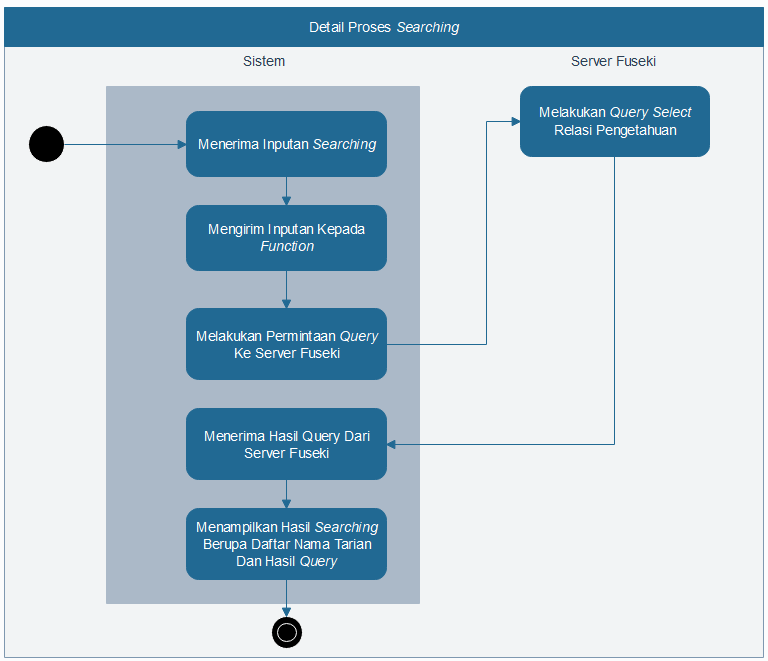 Detail Proses Searching
Sistem
Server Fuseki
Menerima Inputan Searching
Mengirim Inputan Kepada
Function
Melakukan Permintaan Query
Ke Server Fuseki
Melakukan Query Select
Relasi Pengetahuan
Menerima Hasil Query Dari
Server Fuseki
Menampilkan Hasil Searching
Berupa Daftar Nama Tarian
Dan Hasil Query